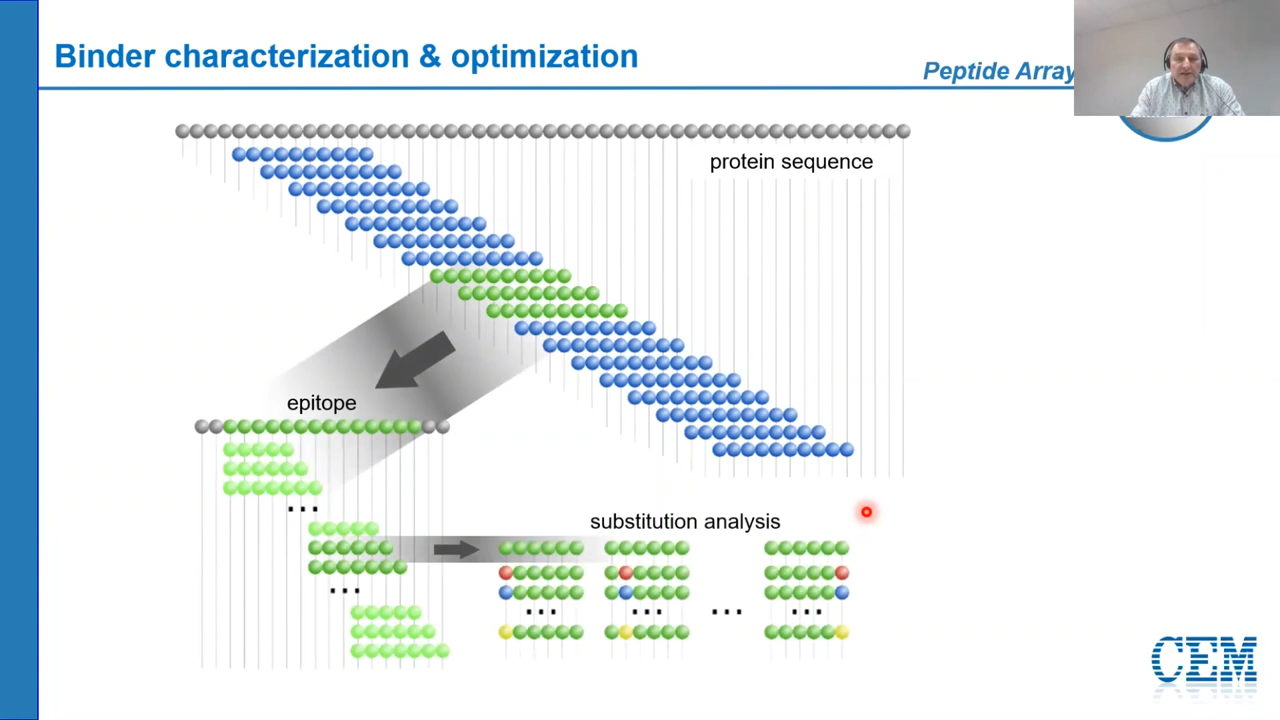 Binder characterization & optimization
Peptide Array
protein sequence
epitope
...
substitution analysis
...
... ... ... ...
CEM